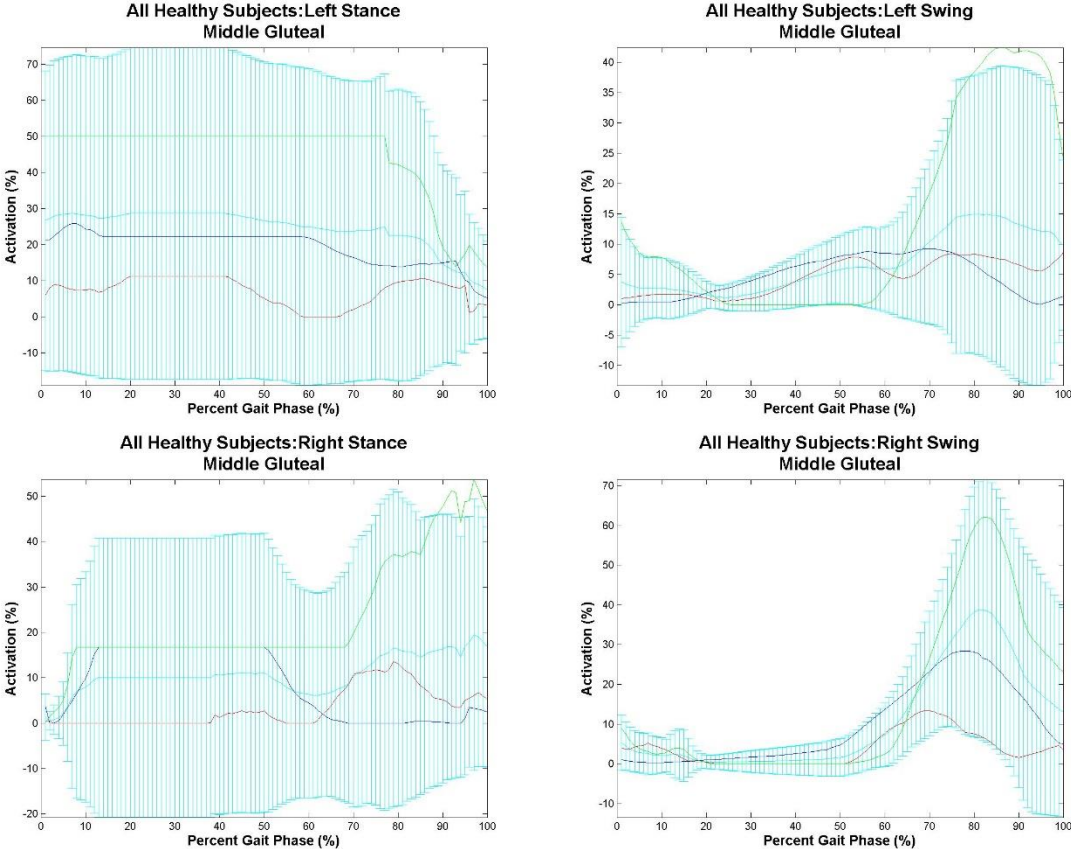 All Healthy Subjects:Left Stance
Middle Gluteal
70
60
50
40
30
20
10
0
-10
Activation (%)
0 10 20 30 40 50 60 70 80 90 100
Percent Gait Phase (%)
All Healthy Subjects:Left Swing
Middle Gluteal
40
35
30
25
20
15
10
5
0
-5
-10
Activation (%)
0 10 20 30 40 50 60 70 80 90 100
Percent Gait Phase (%)
All Healthy Subjects:Right Stance
Middle Gluteal
50
40
30
20
10
0
-10
-20
Activation (%)
0 10 20 30 40 50 60 70 80 90 100
Percent Gait Phase (%)
All Healthy Subjects:Right Swing
Middle Gluteal
70
60
50
40
30
20
10
0
-10
Activation (%)
0 10 20 30 40 50 60 70 80 90 100
Percent Gait Phase (%)